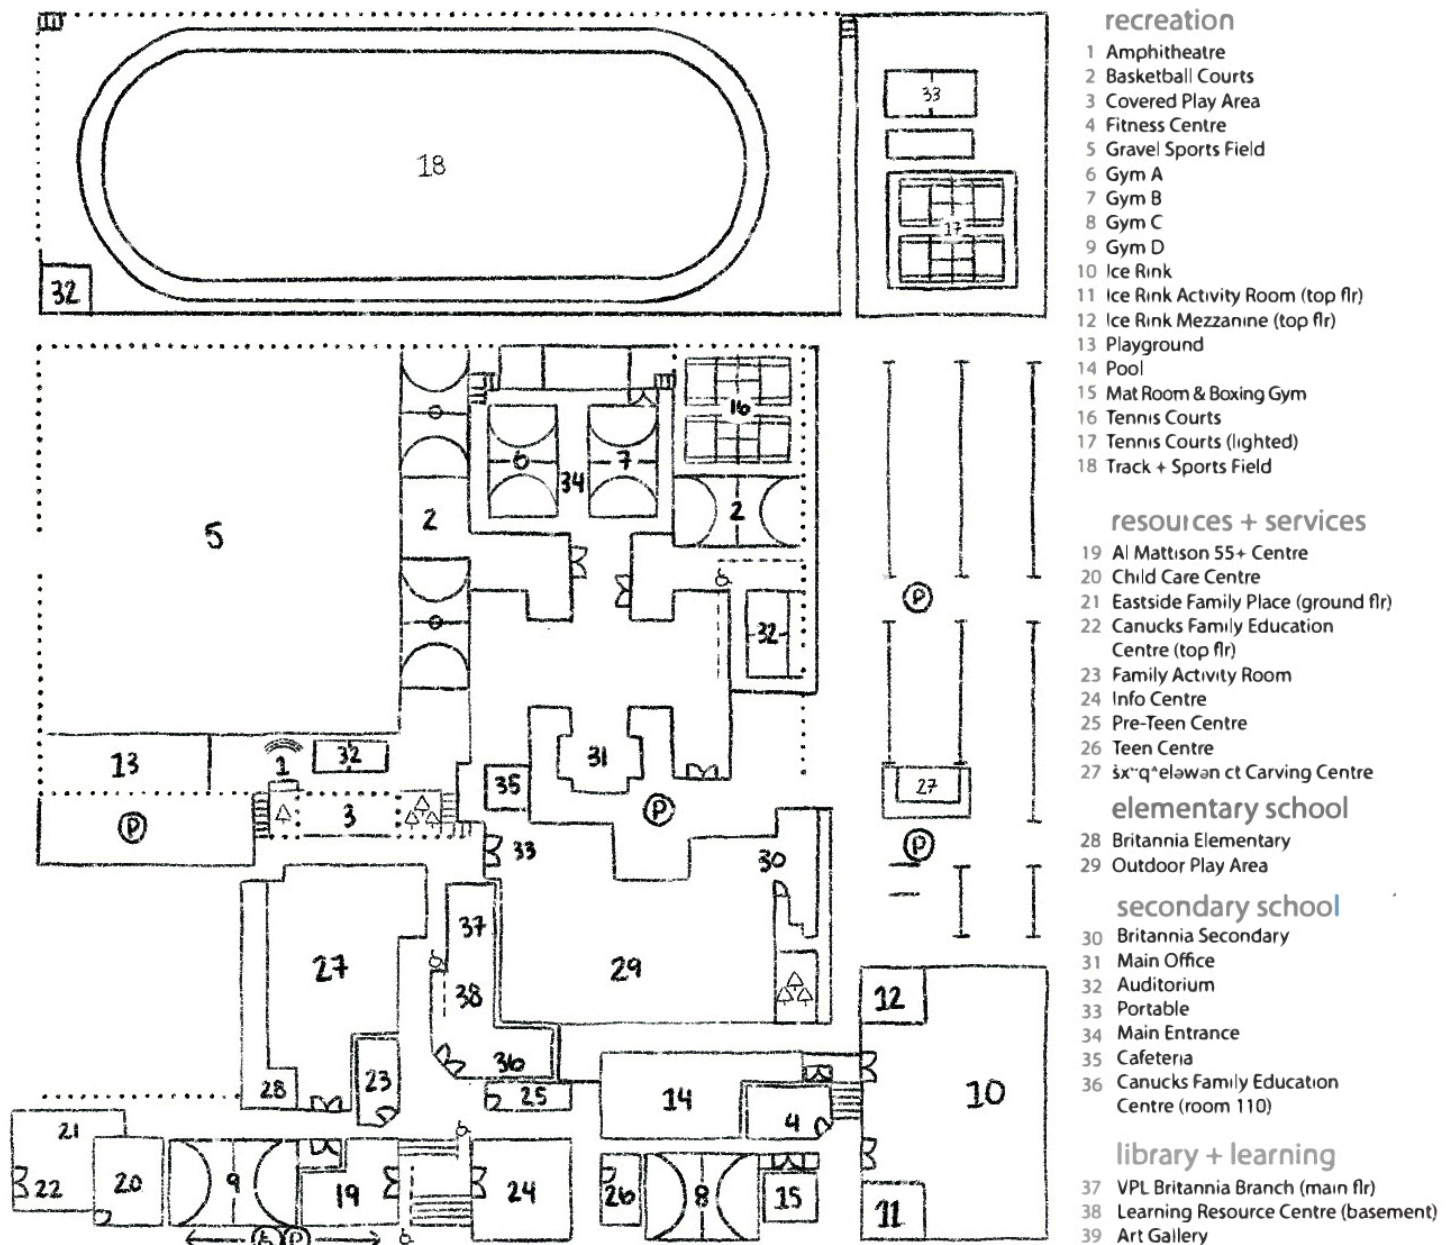 recreation
1 Amphitheatre
2 Basketball Courts
3 Covered Play Area
4 Fitness Centre
5 Gravel Sports Field
6 Gym A
7 Gym B
8 Gym C
9 Gym D
10 Ice Rink
11 Ice Rink Activity Room (top flr)
12 Ice Rink Mezzanine (top flr)
13 Playground
14 Pool
15 Mat Room & Boxing Gym
16 Tennis Courts
17 Tennis Courts (lighted)
18 Track + Sports Field
resources + services
19 Al Mattison 55+ Centre
20 Child Care Centre
21 Eastside Family Place (ground flr)
22 Canucks Family Education
Centre (top flr)
23 Family Activity Room
24 Info Centre
25 Pre-Teen Centre
26 Teen Centre
27 šxʷqʷeləwən ct Carving Centre
elementary school
28 Britannia Elementary
29 Outdoor Play Area
secondary school
30 Britannia Secondary
31 Main Office
32 Auditorium
33 Portable
34 Main Entrance
35 Cafeteria
36 Canucks Family Education
Centre (room 110)
library + learning
37 VPL Britannia Branch (main flr)
38 Learning Resource Centre (basement)
39 Art Gallery
18
33
17
32
16
6
34
7
2
2
5
P
32
13
1
32
31
35
27
P
3
P
33
30
P
37
27
38
29
12
36
28
23
25
14
4
10
21
22
20
9
19
24
26
8
15
11
P